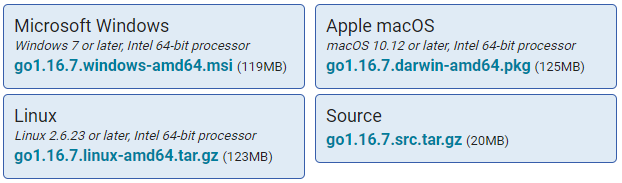 Microsoft Windows
Windows 7 or later, Intel 64-bit processor
go1.16.7.windows-amd64.msi (119MB)
Apple macOS
macOS 10.12 or later, Intel 64-bit processor
go1.16.7.darwin-amd64.pkg (125MB)
Linux
Linux 2.6.23 or later, Intel 64-bit processor
go1.16.7.linux-amd64.tar.gz (123MB)
Source
go1.16.7.src.tar.gz (20MB)